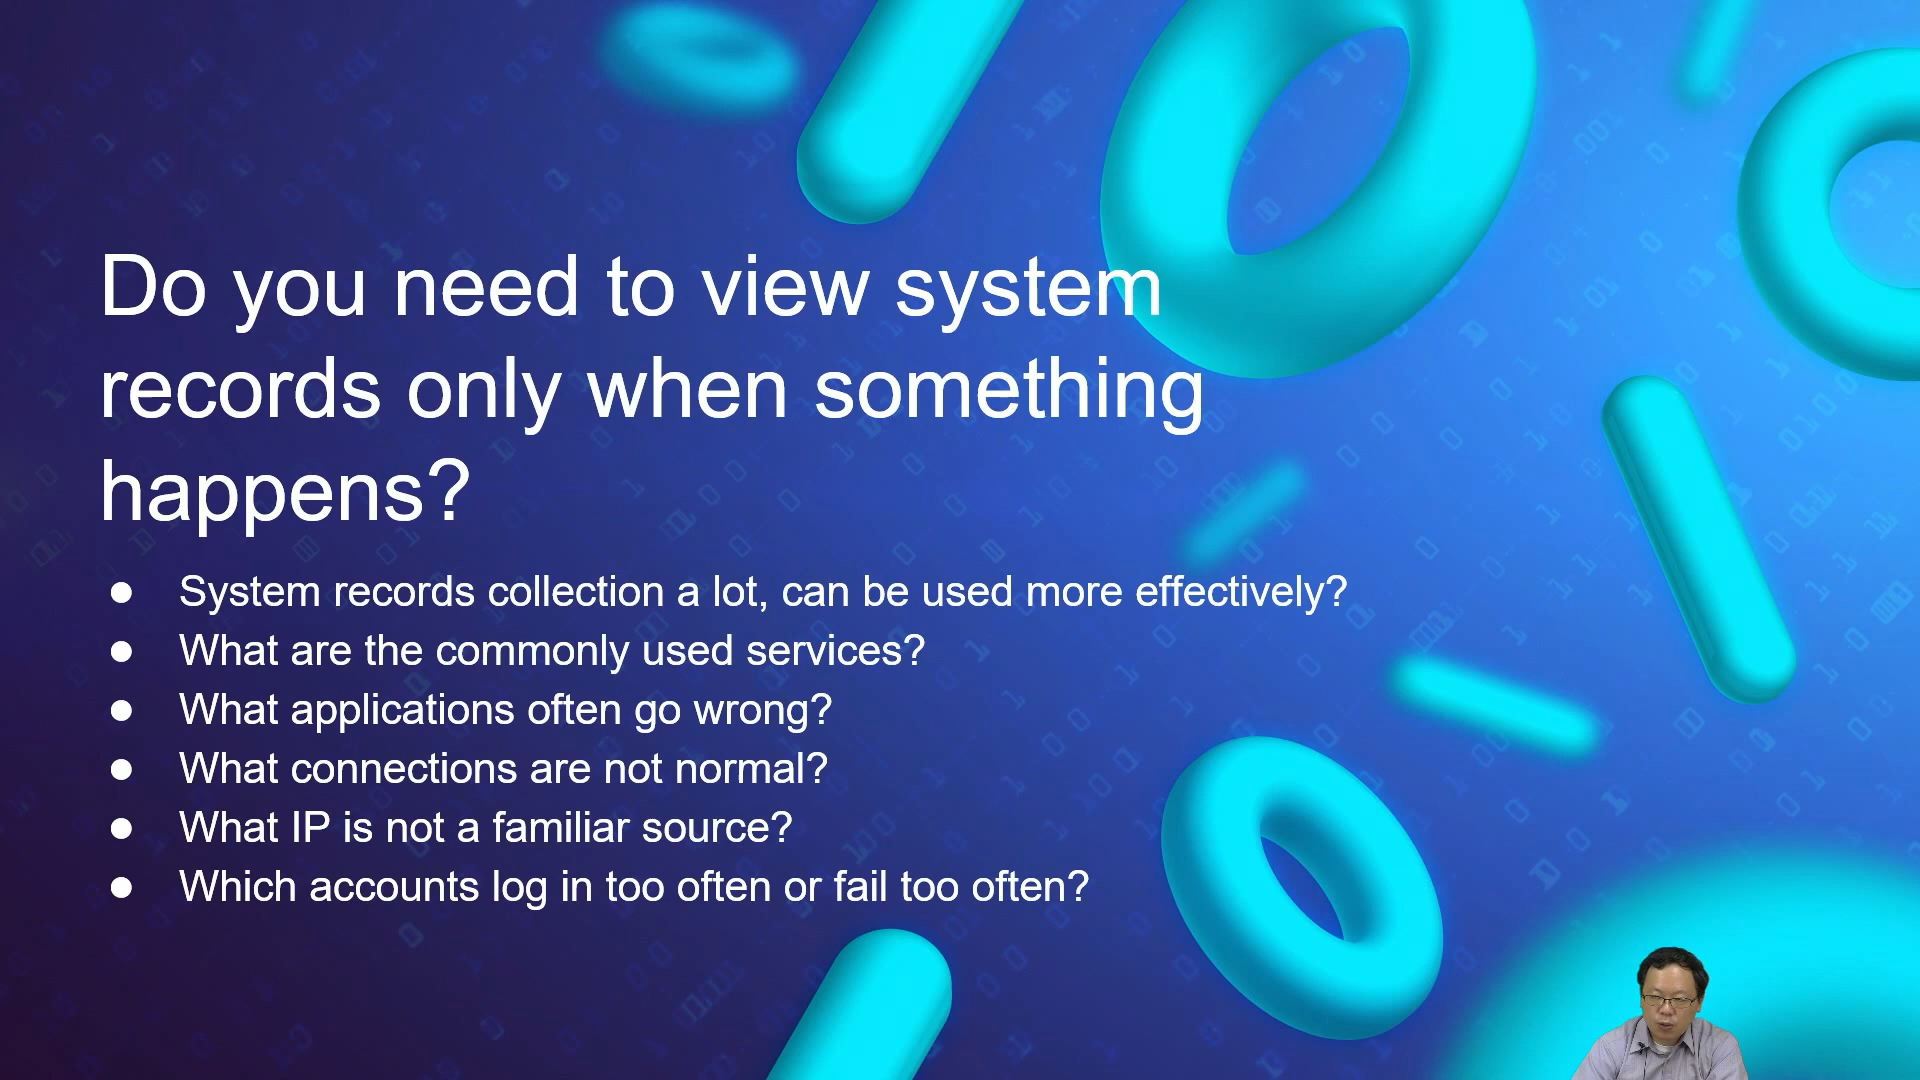 Do you need to view system
records only when something
happens?
● System records collection a lot, can be used more effectively?
● What are the commonly used services?
● What applications often go wrong?
● What connections are not normal?
● What IP is not a familiar source?
● Which accounts log in too often or fail too often?